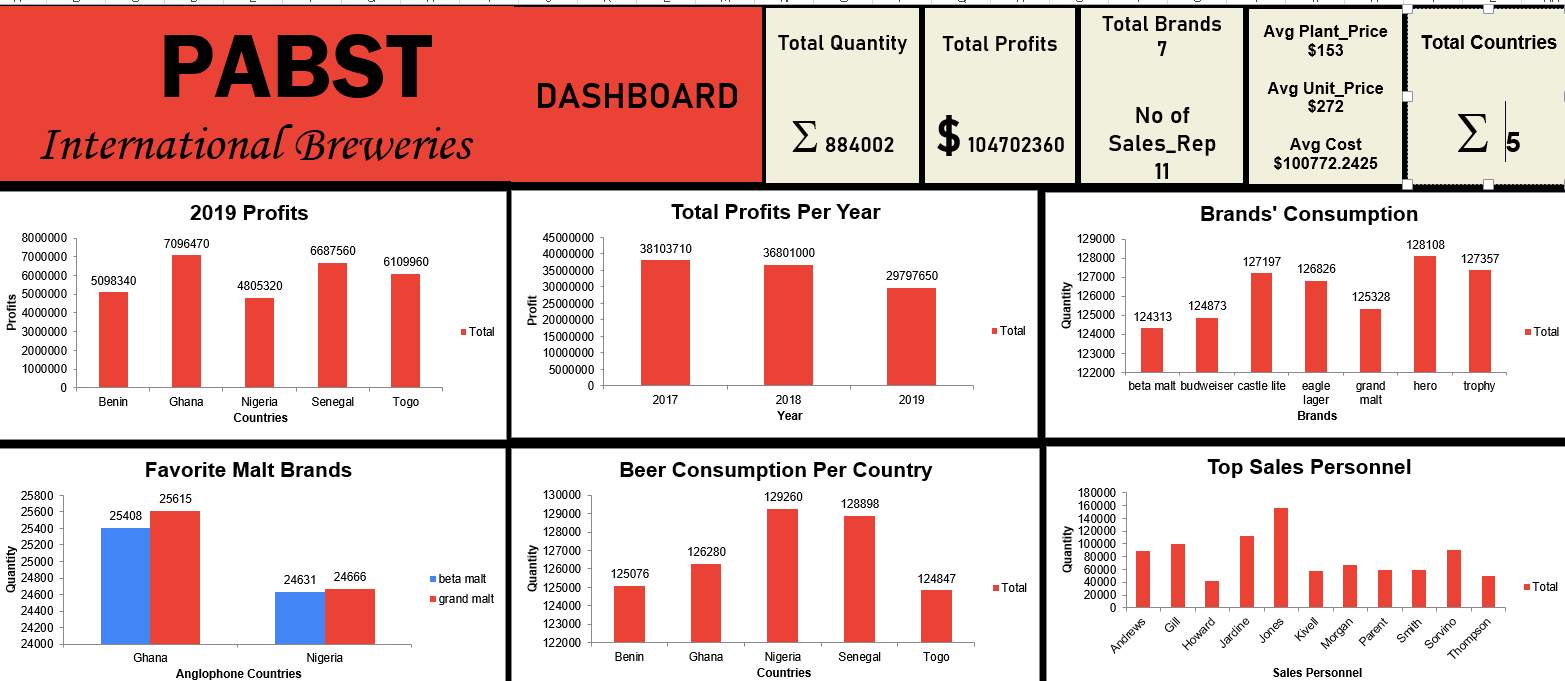 PABST
International Breweries
DASHBOARD
Total Quantity
Σ 884002
Total Profits
$ 104702360
Total Brands
7
No of
Sales_Rep
11
Avg Plant_Price
$153
Avg Unit_Price
$272
Avg Cost
$100772.2425
Total Countries
Σ 5
2019 Profits
Profits
8000000
7000000
6000000
5000000
4000000
3000000
2000000
1000000
0
5098340
7096470
4805320
6687560
6109960
Benin Ghana Nigeria Senegal Togo
Countries
Total
Total Profits Per Year
Profit
45000000
40000000
35000000
30000000
25000000
20000000
15000000
10000000
5000000
0
38103710
36801000
29797650
2017 2018 2019
Year
Total
Brands' Consumption
Quantity
129000
128000
127000
126000
125000
124000
123000
122000
124313
124873
127197
126826
125328
128108
127357
beta malt budweiser castle lite eagle lager grand malt hero trophy
Brands
Total
Favorite Malt Brands
Quantity
25800
25600
25400
25200
25000
24800
24600
24400
24200
24000
25408
25615
24631
24666
Ghana Nigeria
Anglophone Countries
beta malt
grand malt
Beer Consumption Per Country
Quantity
130000
129000
128000
127000
126000
125000
124000
123000
122000
125076
126280
129260
128898
124847
Benin Ghana Nigeria Senegal Togo
Countries
Total
Top Sales Personnel
Quantity
180000
160000
140000
120000
100000
80000
60000
40000
20000
0
Andrews Gill Howard Jardine Jones Kivell Morgan Parent Smith Sorvino Thompson
Sales Personnel
Total